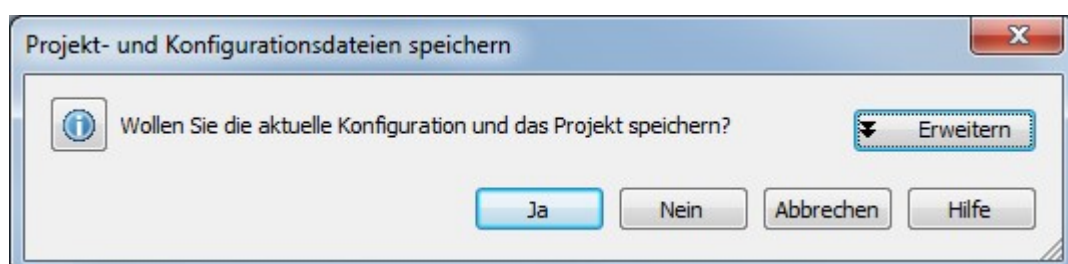 Projekt- und Konfigurationsdateien speichern
Wollen Sie die aktuelle Konfiguration und das Projekt speichern?
Erweitern
Ja
Nein
Abbrechen
Hilfe